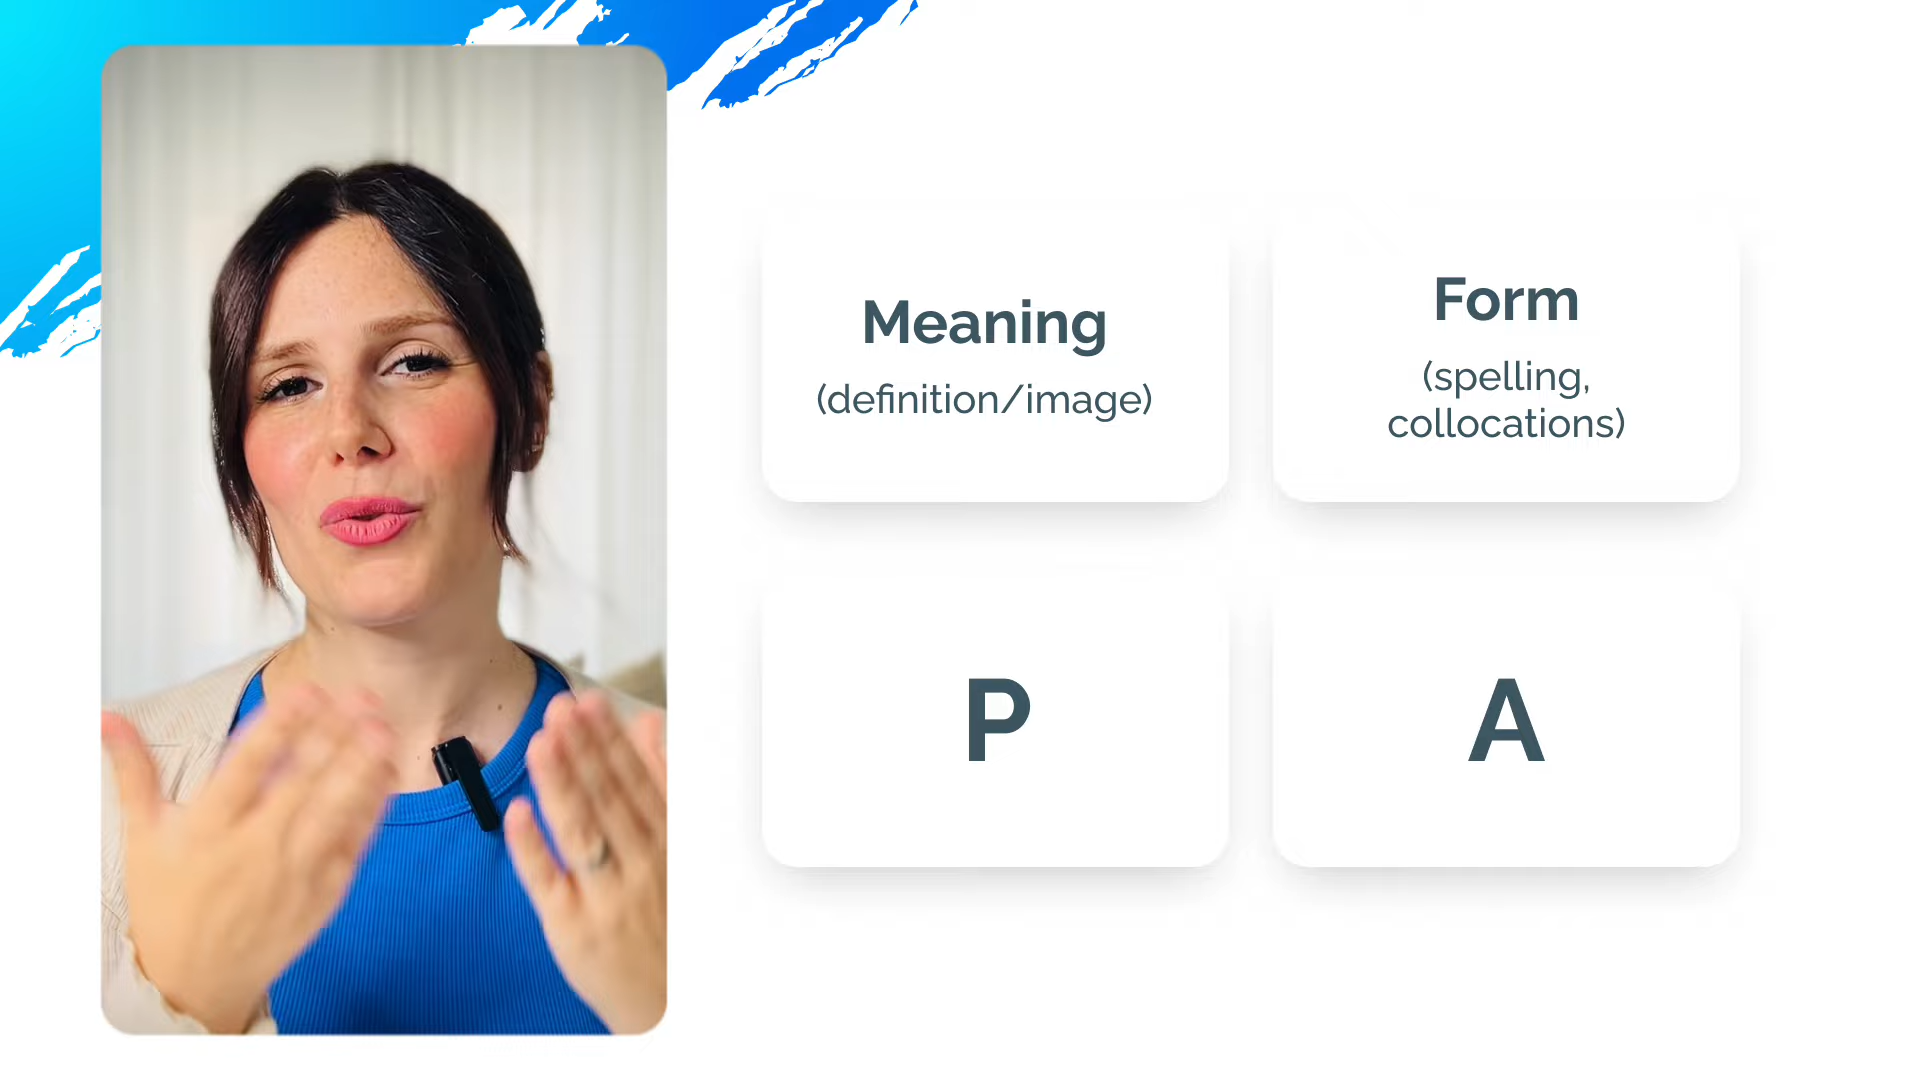 Meaning
(definition/image)
Form
(spelling,
collocations)
P
A